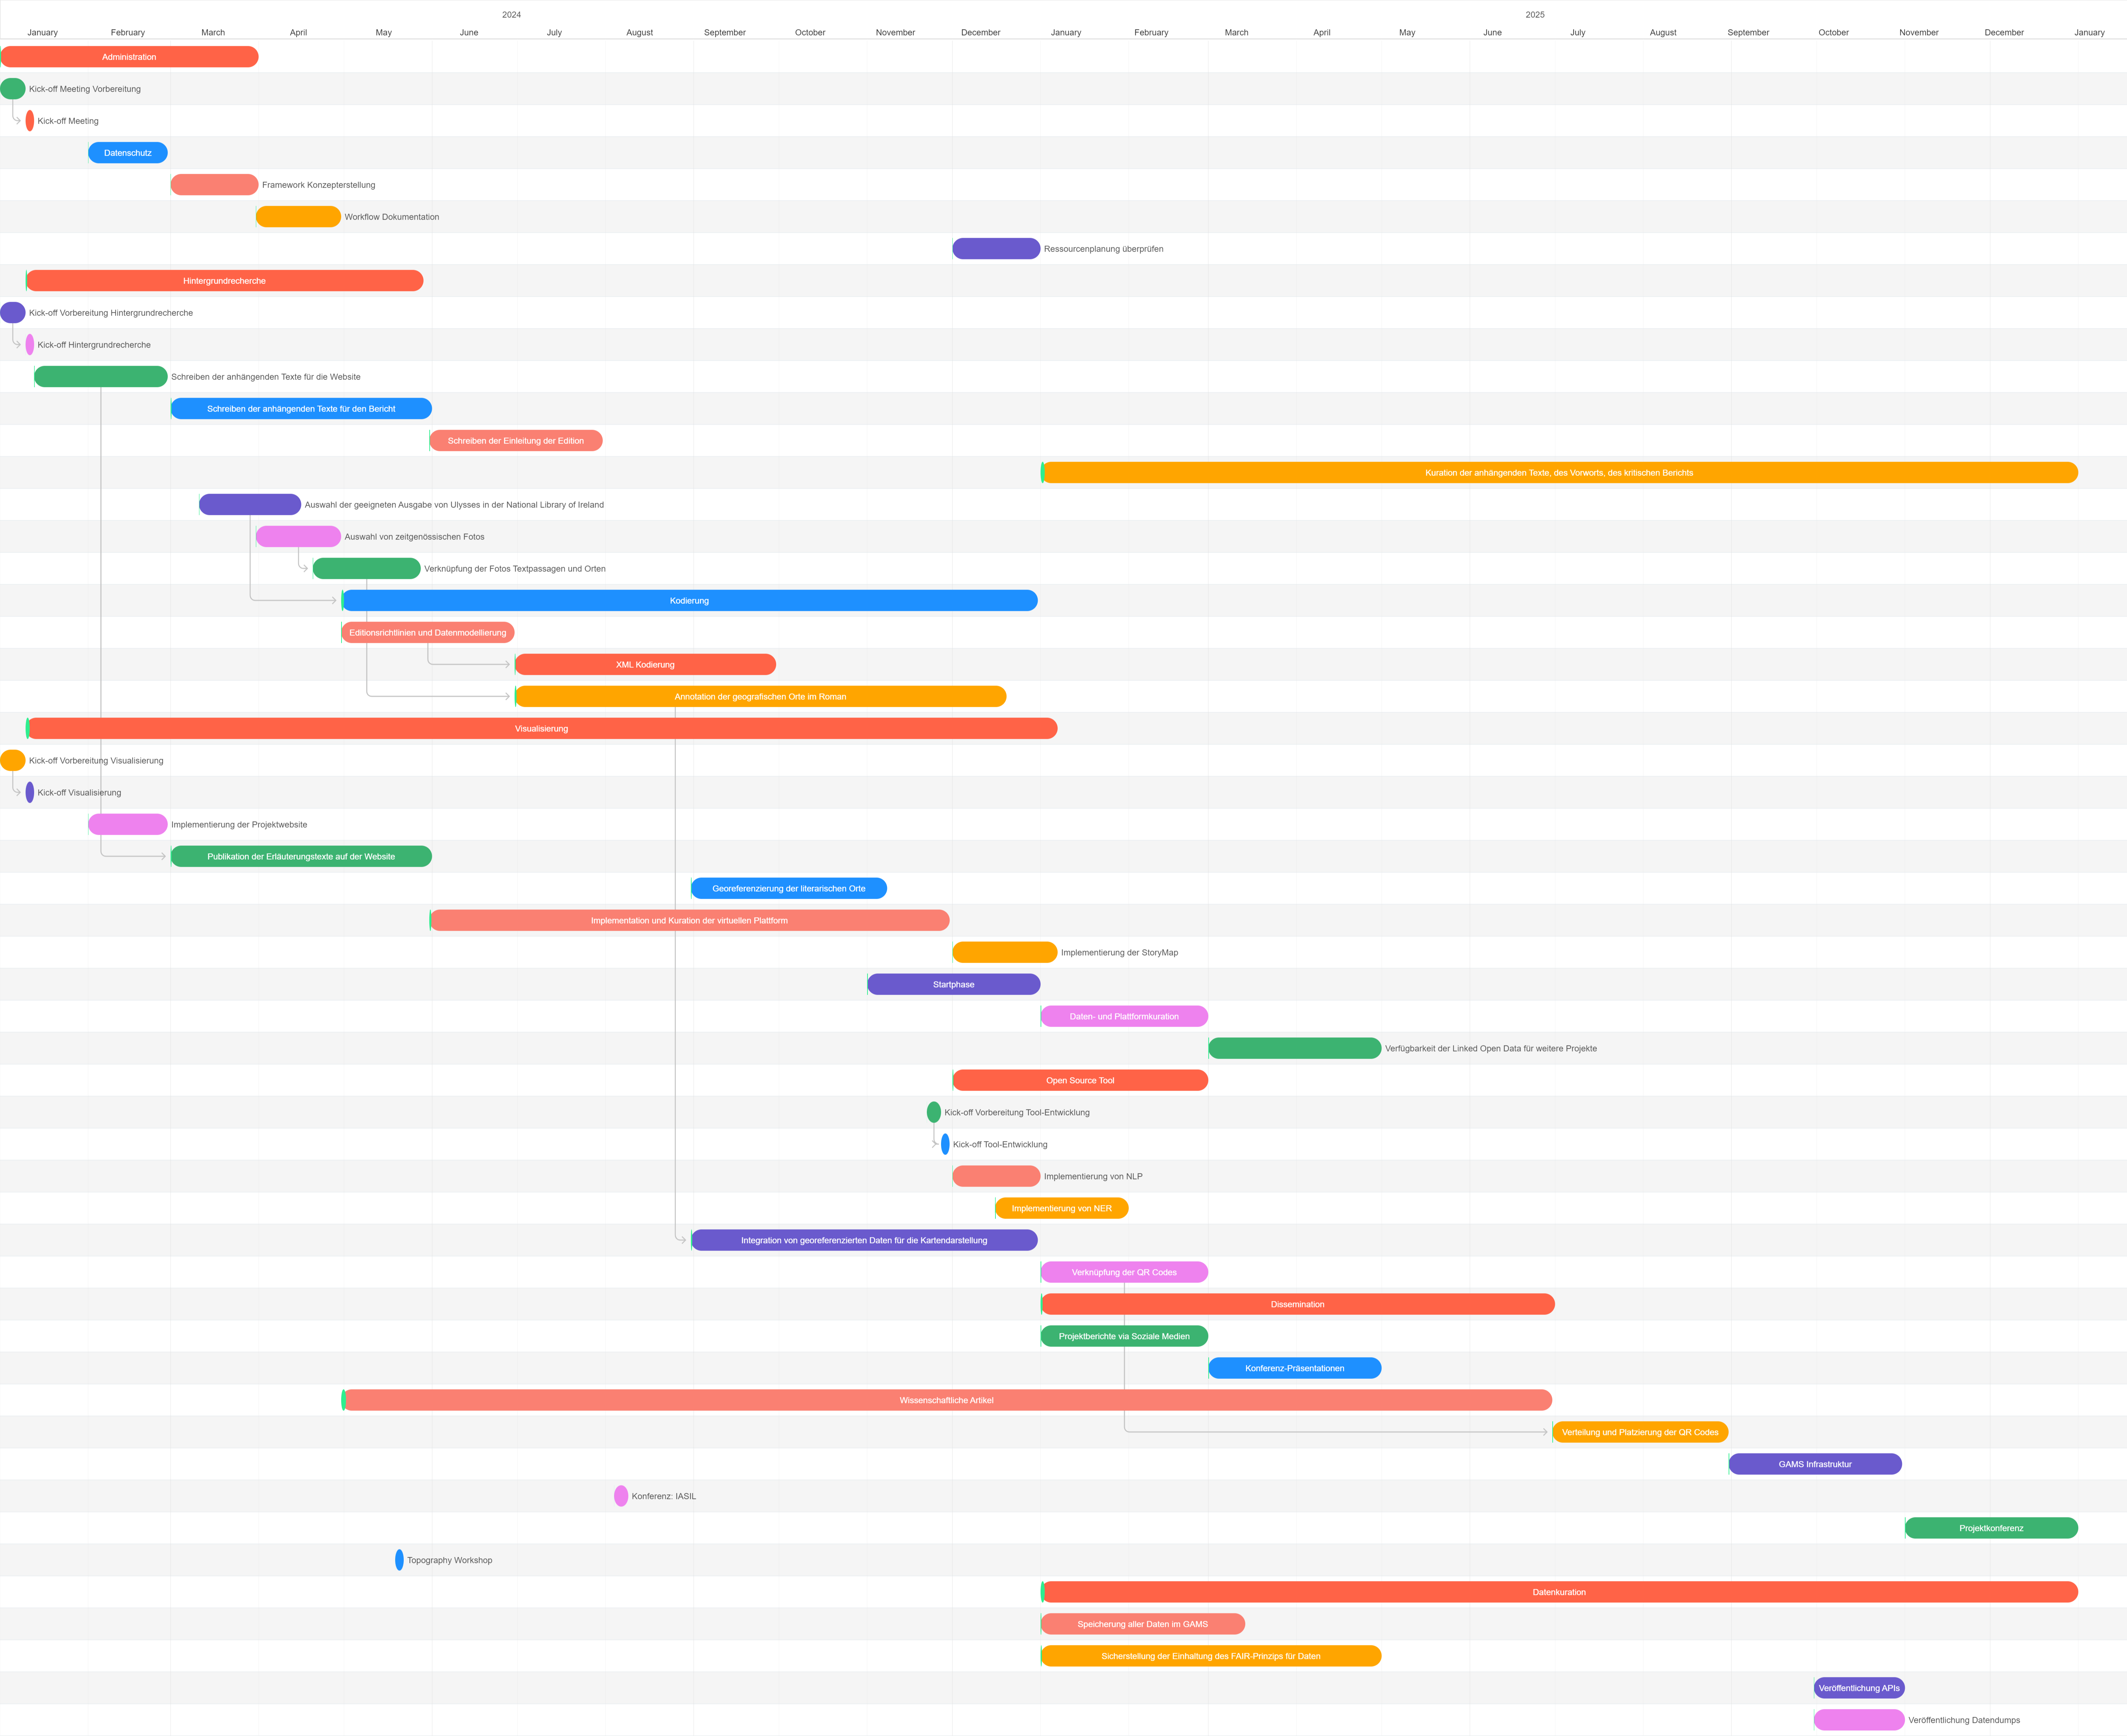 2024 2025
January February March April May June July August September October November December January February March April May June July August September October November December January
Administration
Kick-off Meeting Vorbereitung
Kick-off Meeting
Datenschutz
Framework Konzepterstellung
Workflow Dokumentation
Ressourcenplanung überprüfen
Hintergrundrecherche
Kick-off Vorbereitung Hintergrundrecherche
Kick-off Hintergrundrecherche
Schreiben der anhängenden Texte für die Website
Schreiben der anhängenden Texte für den Bericht
Schreiben der Einleitung der Edition
Kuration der anhängenden Texte, des Vorworts, des kritischen Berichts
Auswahl der geeigneten Ausgabe von Ulysses in der National Library of Ireland
Auswahl von zeitgenössischen Fotos
Verknüpfung der Fotos Textpassagen und Orten
Kodierung
Editionsrichtlinien und Datenmodellierung
XML Kodierung
Annotation der geografischen Orte im Roman
Visualisierung
Kick-off Vorbereitung Visualisierung
Kick-off Visualisierung
Implementierung der Projektwebsite
Publikation der Erläuterungstexte auf der Website
Georeferenzierung der literarischen Orte
Implementation und Kuration der virtuellen Plattform
Implementierung der StoryMap
Startphase
Daten- und Plattformkuration
Verfügbarkeit der Linked Open Data für weitere Projekte
Open Source Tool
Kick-off Vorbereitung Tool-Entwicklung
Kick-off Tool-Entwicklung
Implementierung von NLP
Implementierung von NER
Integration von georeferenzierten Daten für die Kartendarstellung
Verknüpfung der QR Codes
Dissemination
Projektberichte via Soziale Medien
Konferenz-Präsentationen
Wissenschaftliche Artikel
Verteilung und Platzierung der QR Codes
GAMS Infrastruktur
Konferenz: IASIL
Projektkonferenz
Topography Workshop
Datenkuration
Speicherung aller Daten im GAMS
Sicherstellung der Einhaltung des FAIR-Prinzips für Daten
Veröffentlichung APIs
Veröffentlichung Datendumps